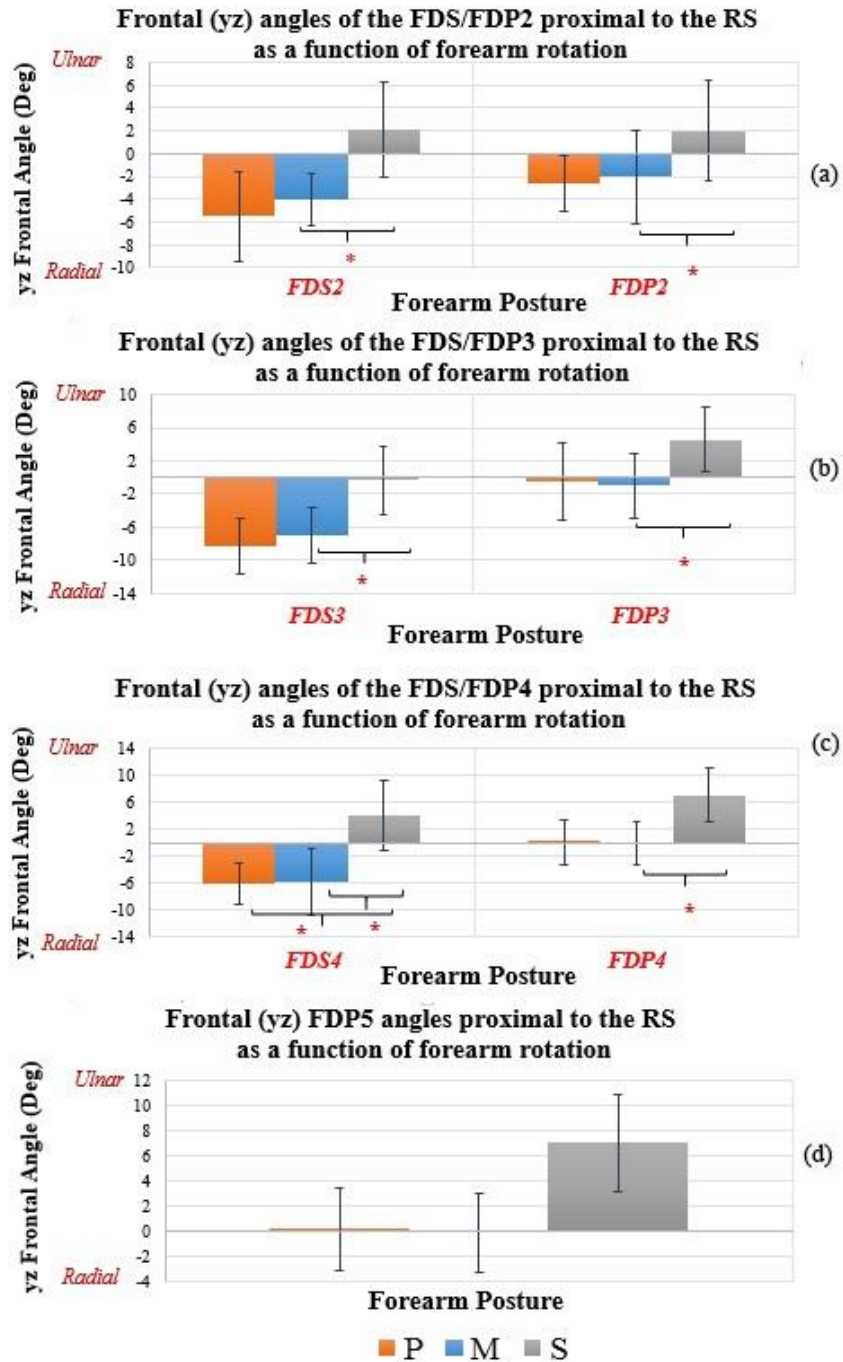 Frontal (yz) angles of the FDS/FDP2 proximal to the RS
as a function of forearm rotation
yz Frontal Angle (Deg)
Ulnar
8
6
4
2
0
-2
-4
-6
-8
-10
Radial
*
*
FDS2
FDP2
Forearm Posture
(a)
Frontal (yz) angles of the FDS/FDP3 proximal to the RS
as a function of forearm rotation
yz Frontal Angle (Deg)
Ulnar
10
6
2
-2
-6
-10
-14
Radial
*
*
FDS3
FDP3
Forearm Posture
(b)
Frontal (yz) angles of the FDS/FDP4 proximal to the RS
as a function of forearm rotation
yz Frontal Angle (Deg)
Ulnar
14
10
6
2
-2
-6
-10
-14
Radial
*
*
*
FDS4
FDP4
Forearm Posture
(c)
Frontal (yz) FDP5 angles proximal to the RS
as a function of forearm rotation
yz Frontal Angle (Deg)
Ulnar
12
10
8
6
4
2
0
-2
-4
Radial
Forearm Posture
(d)
P M S